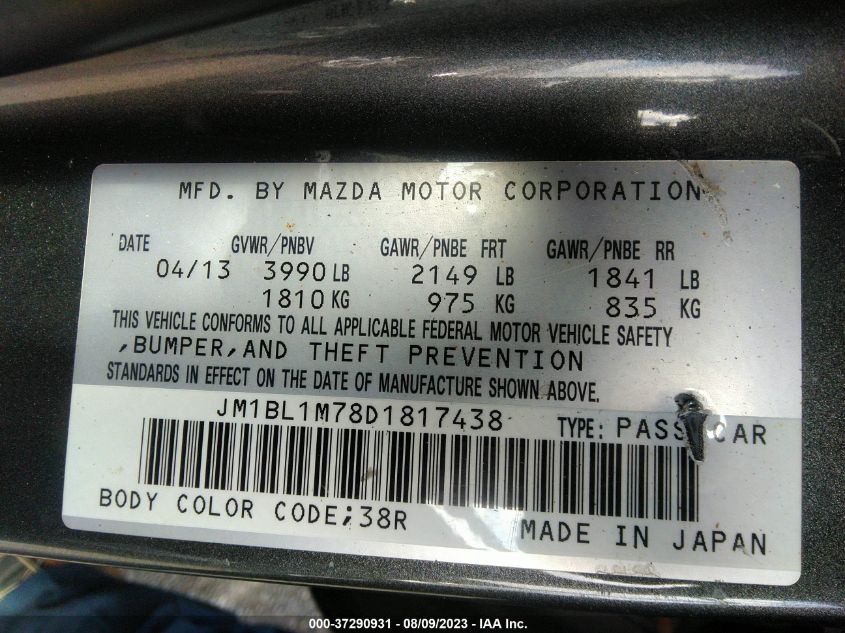 MFD. BY MAZDA MOTOR CORPORATION
DATE GVWR/PNBV GAWR/PNBE FRT GAWR/PNBE RR
04/13 3990 LB 2149 LB 1841 LB
1810 KG 975 KG 835 KG
THIS VEHICLE CONFORMS TO ALL APPLICABLE FEDERAL MOTOR VEHICLE SAFETY
,BUMPER,AND THEFT PREVENTION
STANDARDS IN EFFECT ON THE DATE OF MANUFACTURE SHOWN ABOVE.
JM1BL1M78D1817438 TYPE: PASS CAR
BODY COLOR CODE;38R
MADE IN JAPAN
000-37290931 - 08/09/2023 - IAA Inc.